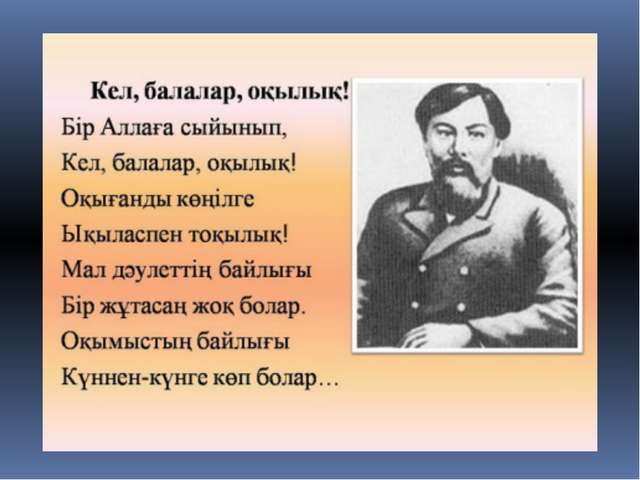 Кел, балалар, оқылық!
Бір Аллаға сыйынып,
Кел, балалар, оқылық!
Оқығанды көңілге
Ықыласпен тоқылық!
Мал дәулеттің байлығы
Бір жұтасаң жоқ болар.
Оқымыстың байлығы
Күннен-күнге көп болар…